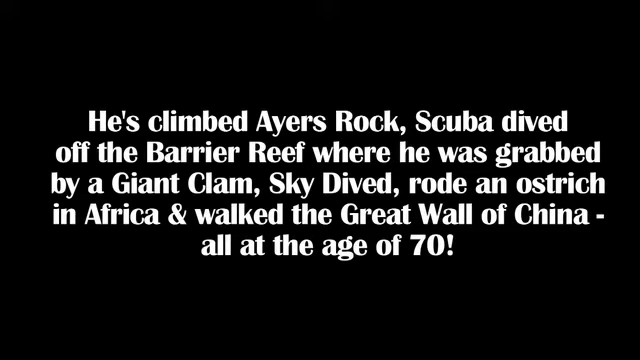 He's climbed Ayers Rock, Scuba dived
off the Barrier Reef where he was grabbed
by a Giant Clam, Sky Dived, rode an ostrich
in Africa & walked the Great Wall of China -
all at the age of 70!